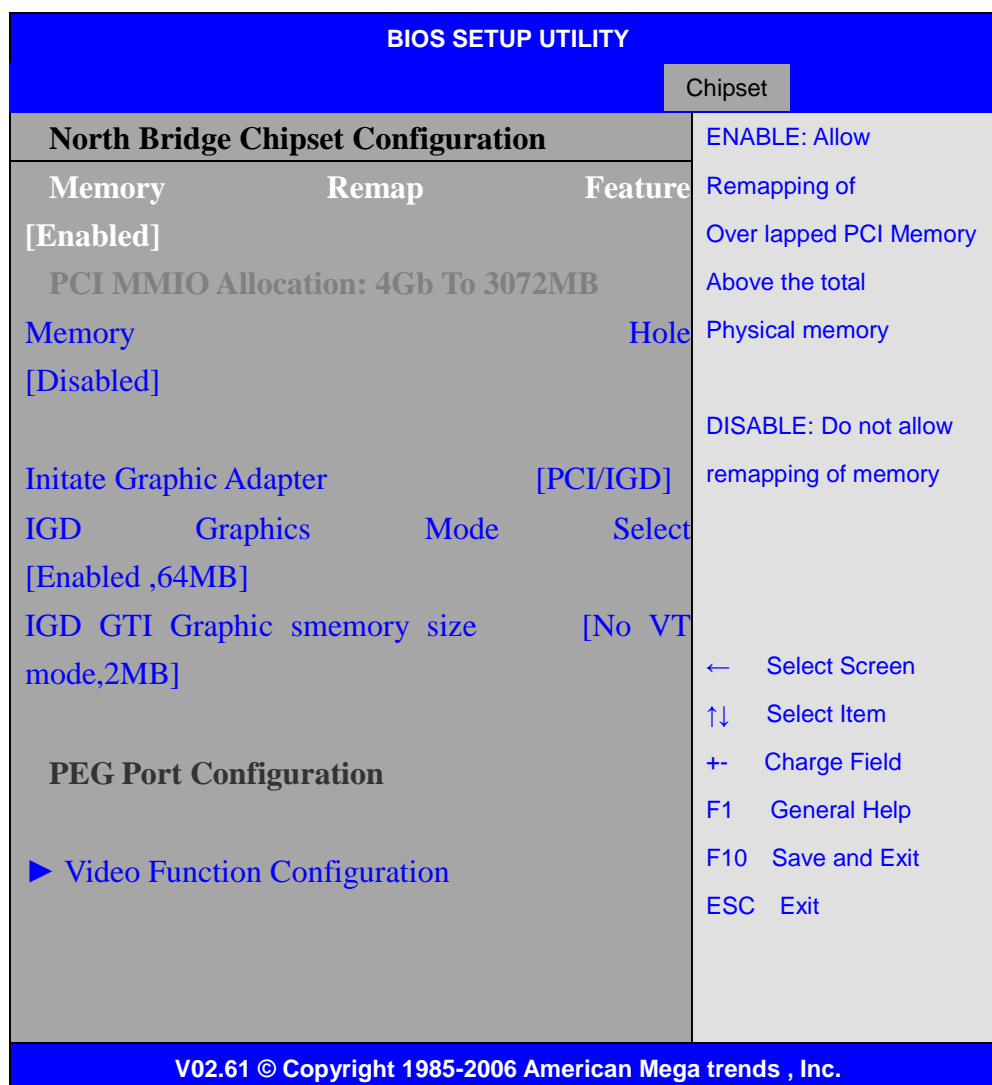 BIOS SETUP UTILITY
Chipset
North Bridge Chipset Configuration
Memory Remap Feature
[Enabled]
PCI MMIO Allocation: 4Gb To 3072MB
Memory Hole
[Disabled]
Initate Graphic Adapter [PCI/IGD]
IGD Graphics Mode Select
[Enabled ,64MB]
IGD GTI Graphic smemory size [No VT
mode,2MB]
PEG Port Configuration
► Video Function Configuration
ENABLE: Allow
Remapping of
Over lapped PCI Memory
Above the total
Physical memory
DISABLE: Do not allow
remapping of memory
← Select Screen
↑↓ Select Item
+- Charge Field
F1 General Help
F10 Save and Exit
ESC Exit
V02.61 © Copyright 1985-2006 American Mega trends , Inc.